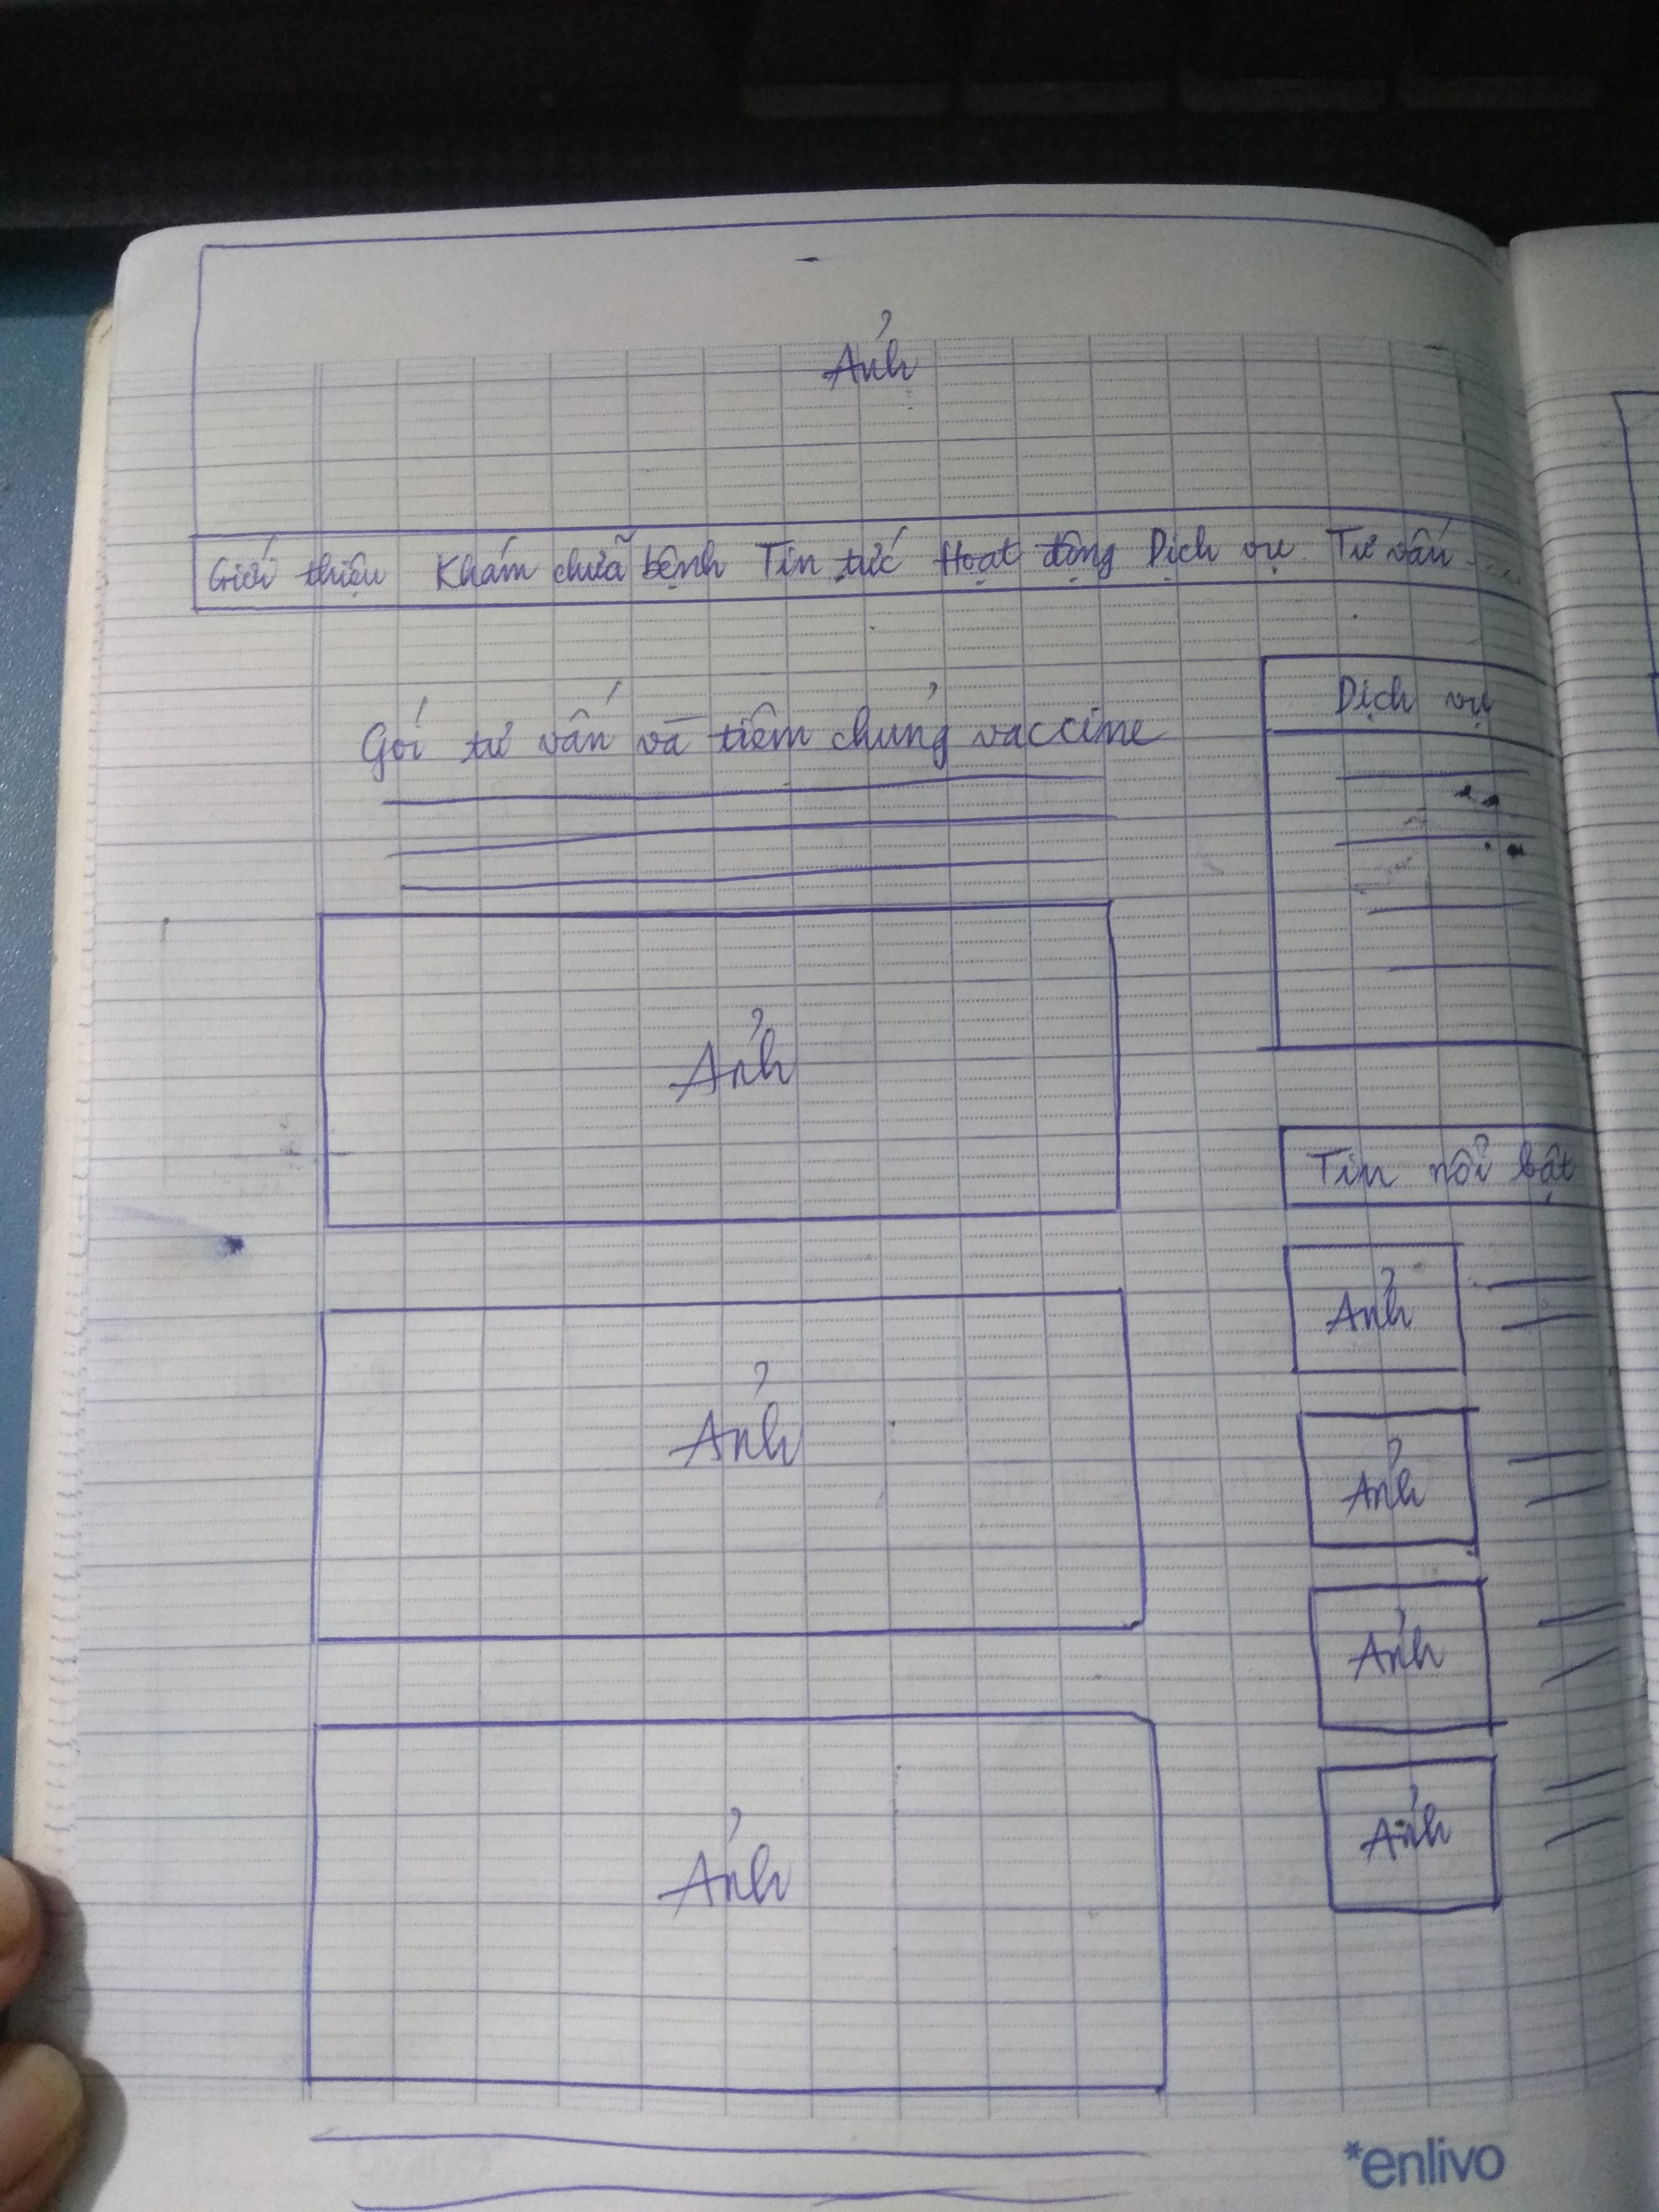 Ảnh
Giới thiệu Khám chữa bệnh Tin tức Hoạt động Dịch vụ Tư vấn ...
Gói tư vấn và tiêm chủng vaccine
Dịch vụ
Ảnh
Tin nổi bật
Ảnh
Ảnh
Ảnh
Ảnh
Ảnh
Ảnh
*enlivo